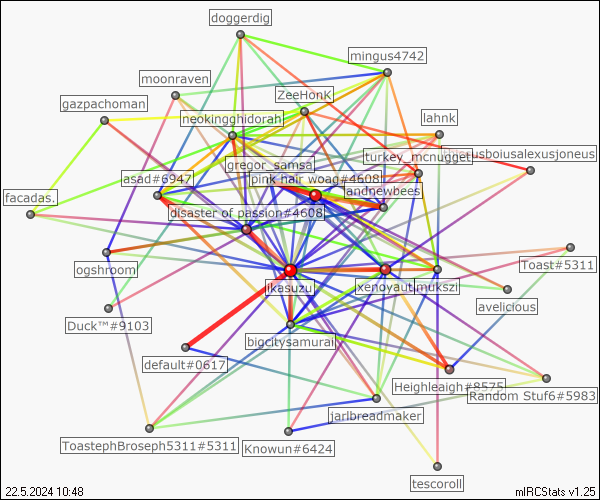 doggerdig
mingus4742
moonraven
ZeeHonK
gazpachoman
neokingghidorah
lahnk
turkey_mcnugget
gregor_samsa
asad#6947
pink hair woag#4608
andnewbees
facadas.
disaster of passion#4608
ogshroom
Toast#5311
ikasuzu
xenoyaut
mukszi
avelicious
Duck™#9103
bigcitysamurai
default#0617
Heighleaigh#8575
Random Stuf6#5983
jarlbreadmaker
ToastephBroseph5311#5311
Knowun#6424
tescoroll
22.5.2024 10:48
mIRCStats v1.25